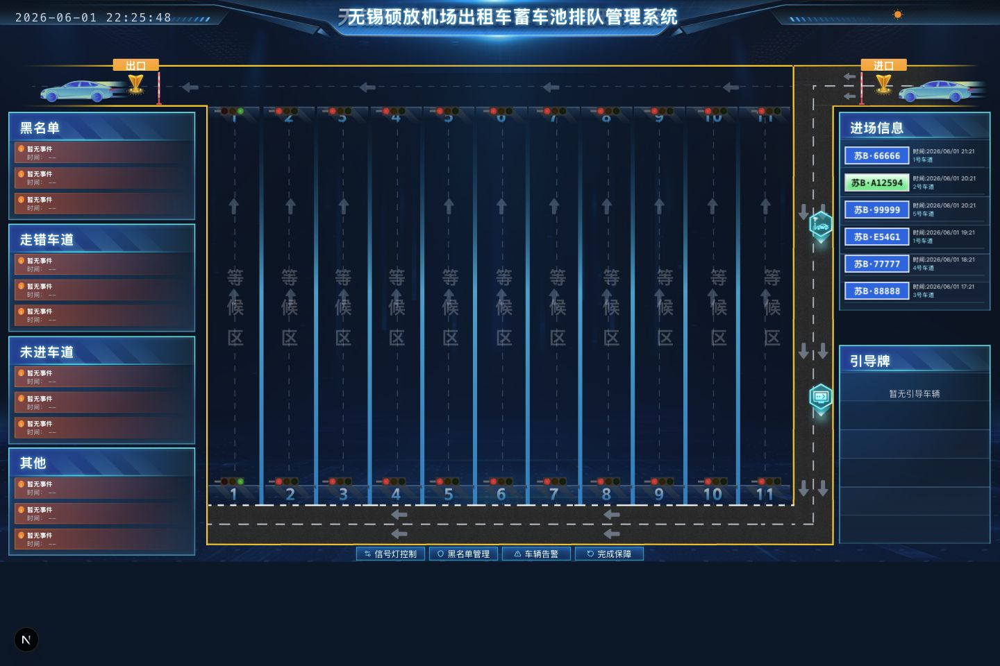 2026-06-01 22:25:48
无锡硕放机场出租车蓄车池排队管理系统
出口
进口
黑名单
暂无事件
时间： --
暂无事件
时间： --
暂无事件
时间： --
走错车道
暂无事件
时间： --
暂无事件
时间： --
暂无事件
时间： --
未进车道
暂无事件
时间： --
暂无事件
时间： --
暂无事件
时间： --
其他
暂无事件
时间： --
暂无事件
时间： --
暂无事件
时间： --
1 2 3 4 5 6 7 8 9 10 11
等 等 等 等 等 等 等 等 等 等 等
候 候 候 候 候 候 候 候 候 候 候
区 区 区 区 区 区 区 区 区 区 区
1 2 3 4 5 6 7 8 9 10 11
进场信息
苏B·66666
时间:2026/06/01 21:21
1号车道
苏B·A12594
时间:2026/06/01 20:21
2号车道
苏B·99999
时间:2026/06/01 20:21
5号车道
苏B·E54G1
时间:2026/06/01 19:21
1号车道
苏B·77777
时间:2026/06/01 18:21
4号车道
苏B·88888
时间:2026/06/01 17:21
3号车道
引导牌
暂无引导车辆
信号灯控制
黑名单管理
车辆告警
完成保障
N